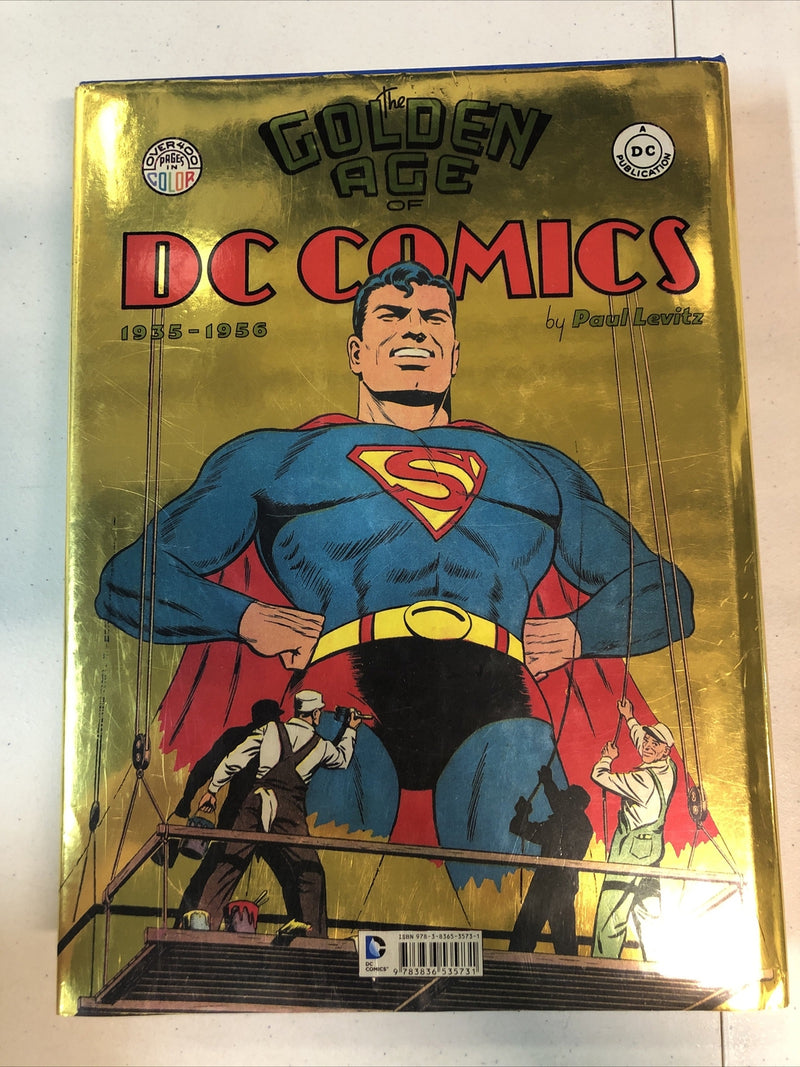 The
GOLDEN
AGE
OF
DC COMICS
1935-1956
by Paul Levitz
OVER 400
PAGES
IN
COLOR
A
DC
PUBLICATION
S
ISBN 978-3-8365-3573-1
DC
COMICS™
9 783836 535731